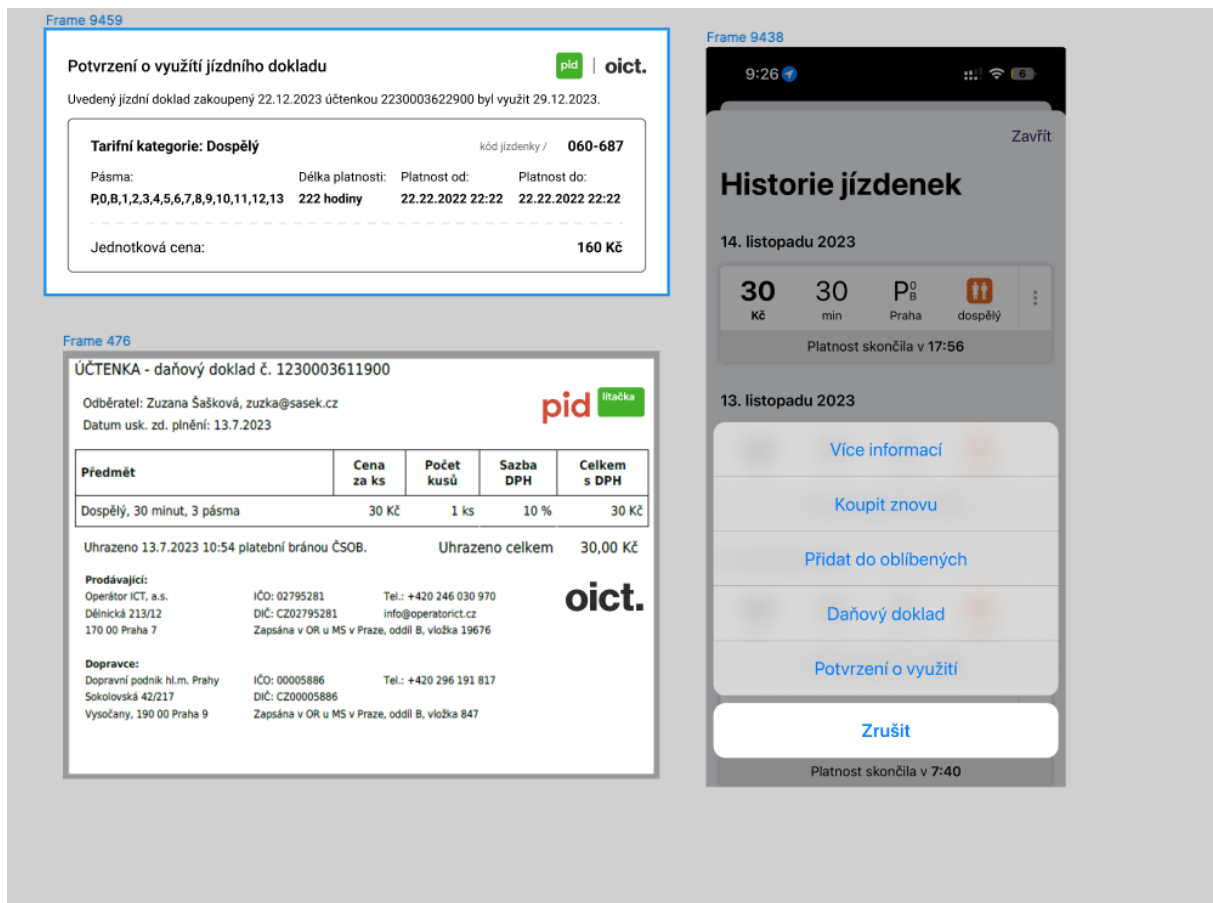 Frame 9459
Potvrzení o využítí jízdního dokladu
pid | oict.
Uvedený jízdní doklad zakoupený 22.12.2023 účtenkou 2230003622900 byl využit 29.12.2023.
Tarifní kategorie: Dospělý
kód jízdenky / 060-687
Pásma: Délka platnosti: Platnost od: Platnost do:
P,0,B,1,2,3,4,5,6,7,8,9,10,11,12,13 222 hodiny 22.22.2022 22:22 22.22.2022 22:22
Jednotková cena: 160 Kč
Frame 476
ÚČTENKA - daňový doklad č. 1230003611900
Odběratel: Zuzana Šašková, zuzka@sasek.cz
Datum usk. zd. plnění: 13.7.2023
pid lítačka
Předmět Cena za ks Počet kusů Sazba DPH Celkem s DPH
Dospělý, 30 minut, 3 pásma 30 Kč 1 ks 10 % 30 Kč
Uhrazeno 13.7.2023 10:54 platební bránou ČSOB. Uhrazeno celkem 30,00 Kč
Prodávající:
Operátor ICT, a.s. IČO: 02795281 Tel.: +420 246 030 970
Dělnická 213/12 DIČ: CZ02795281 info@operatorict.cz
170 00 Praha 7 Zapsána v OR u MS v Praze, oddíl B, vložka 19676
oict.
Dopravce:
Dopravní podnik hl.m. Prahy IČO: 00005886 Tel.: +420 296 191 817
Sokolovská 42/217 DIČ: CZ00005886
Vysočany, 190 00 Praha 9 Zapsána v OR u MS v Praze, oddíl B, vložka 847
Frame 9438
9:26 6
Zavřít
Historie jízdenek
14. listopadu 2023
30 30 P 0 B
Kč min Praha dospělý
Platnost skončila v 17:56
13. listopadu 2023
Více informací
Koupit znovu
Přidat do oblíbených
Daňový doklad
Potvrzení o využití
Zrušit
Platnost skončila v 7:40